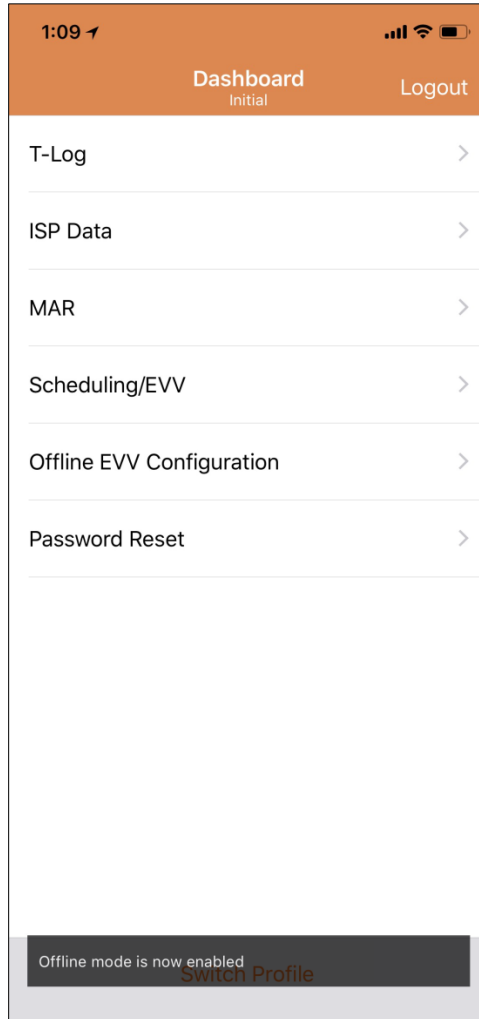 1:09
Dashboard
Initial
Logout
T-Log
ISP Data
MAR
Scheduling/EVV
Offline EVV Configuration
Password Reset
Offline mode is now enabled
Switch Profile